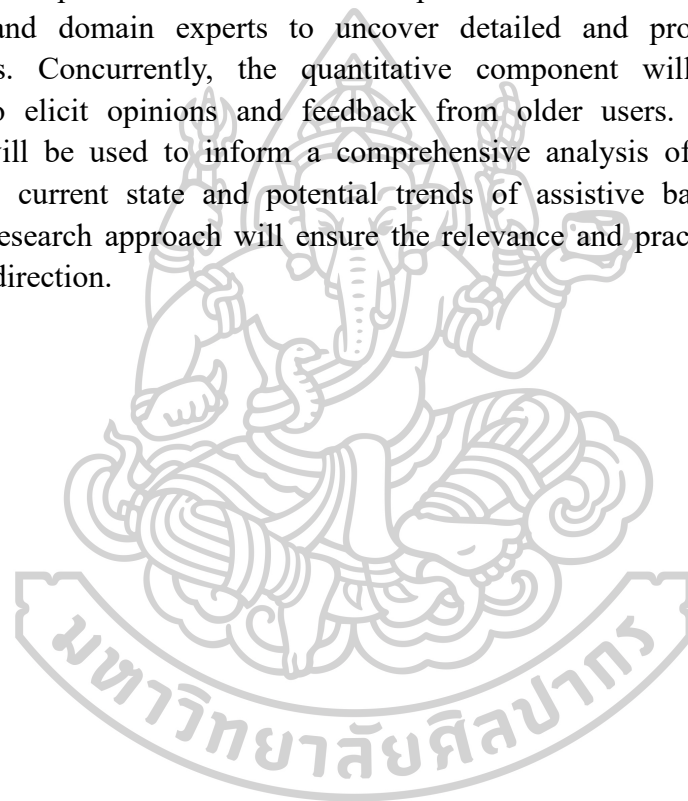 and domain experts to uncover detailed and pro
s. Concurrently, the quantitative component will
o elicit opinions and feedback from older users.
will be used to inform a comprehensive analysis of
current state and potential trends of assistive ba
esearch approach will ensure the relevance and prac
direction.
มหาวิทยาลัยศิลปากร